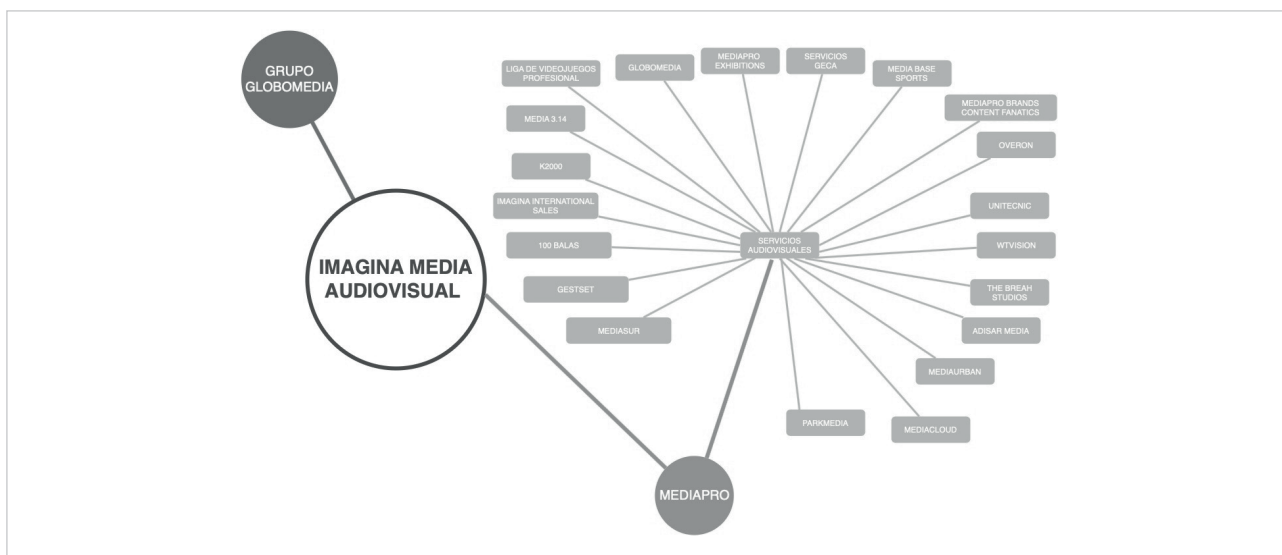 GRUPO
GLOBOMEDIA
IMAGINA MEDIA
AUDIOVISUAL
MEDIAPRO
SERVICIOS
AUDIOVISUALES
LIGA DE VIDEOJUEGOS
PROFESIONAL
GLOBOMEDIA
MEDIAPRO
EXHIBITIONS
SERVICIOS
GECA
MEDIA BASE
SPORTS
MEDIAPRO BRANDS
CONTENT FANATICS
OVERON
UNITECNIC
WTVISION
THE BREAH
STUDIOS
ADISAR MEDIA
MEDIAURBAN
MEDIACLOUD
PARKMEDIA
MEDIASUR
GESTSET
100 BALAS
IMAGINA INTERNATIONAL
SALES
K2000
MEDIA 3.14